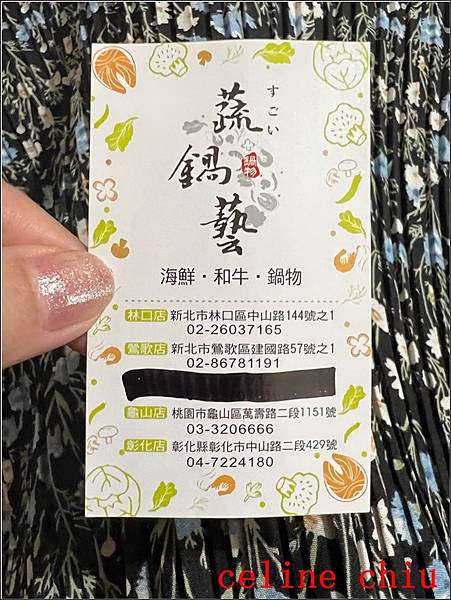 すごい
蔬鍋藝
鍋物
海鮮·和牛·鍋物
林口店 新北市林口區中山路144號之1
02-26037165
鶯歌店 新北市鶯歌區建國路57號之1
02-86781191
龜山店 桃園市龜山區萬壽路二段1151號
03-3206666
彰化店 彰化縣彰化市中山路二段429號
04-7224180
celine chiu